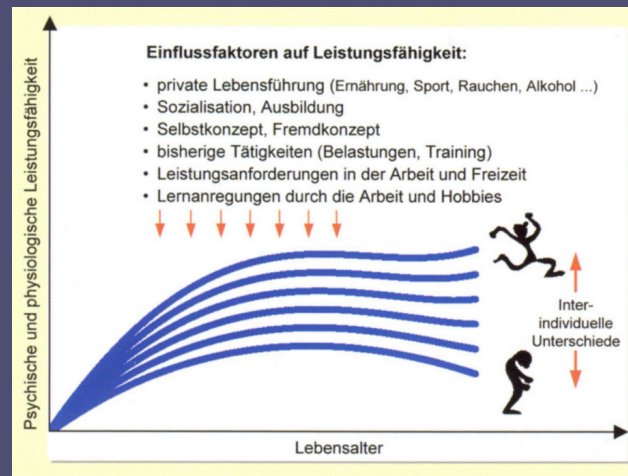 Psychische und physiologische Leistungsfähigkeit
Einflussfaktoren auf Leistungsfähigkeit:
• private Lebensführung (Ernährung, Sport, Rauchen, Alkohol ...)
• Sozialisation, Ausbildung
• Selbstkonzept, Fremdkonzept
• bisherige Tätigkeiten (Belastungen, Training)
• Leistungsanforderungen in der Arbeit und Freizeit
• Lernanregungen durch die Arbeit und Hobbies
Inter-
individuelle
Unterschiede
Lebensalter